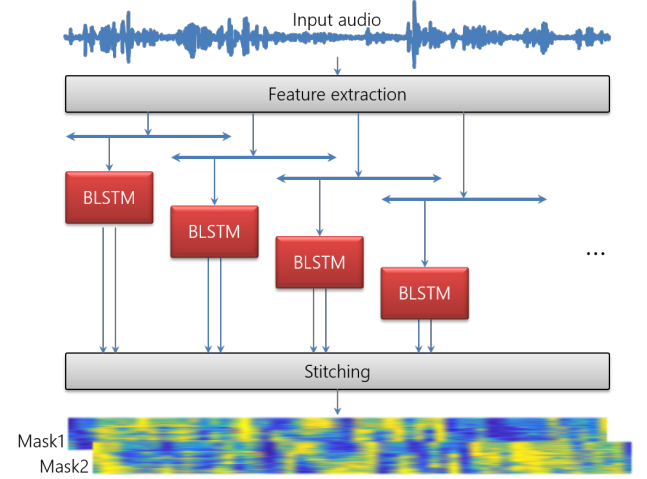 Input audio
Feature extraction
BLSTM
BLSTM
BLSTM
BLSTM
...
Stitching
Mask1
Mask2